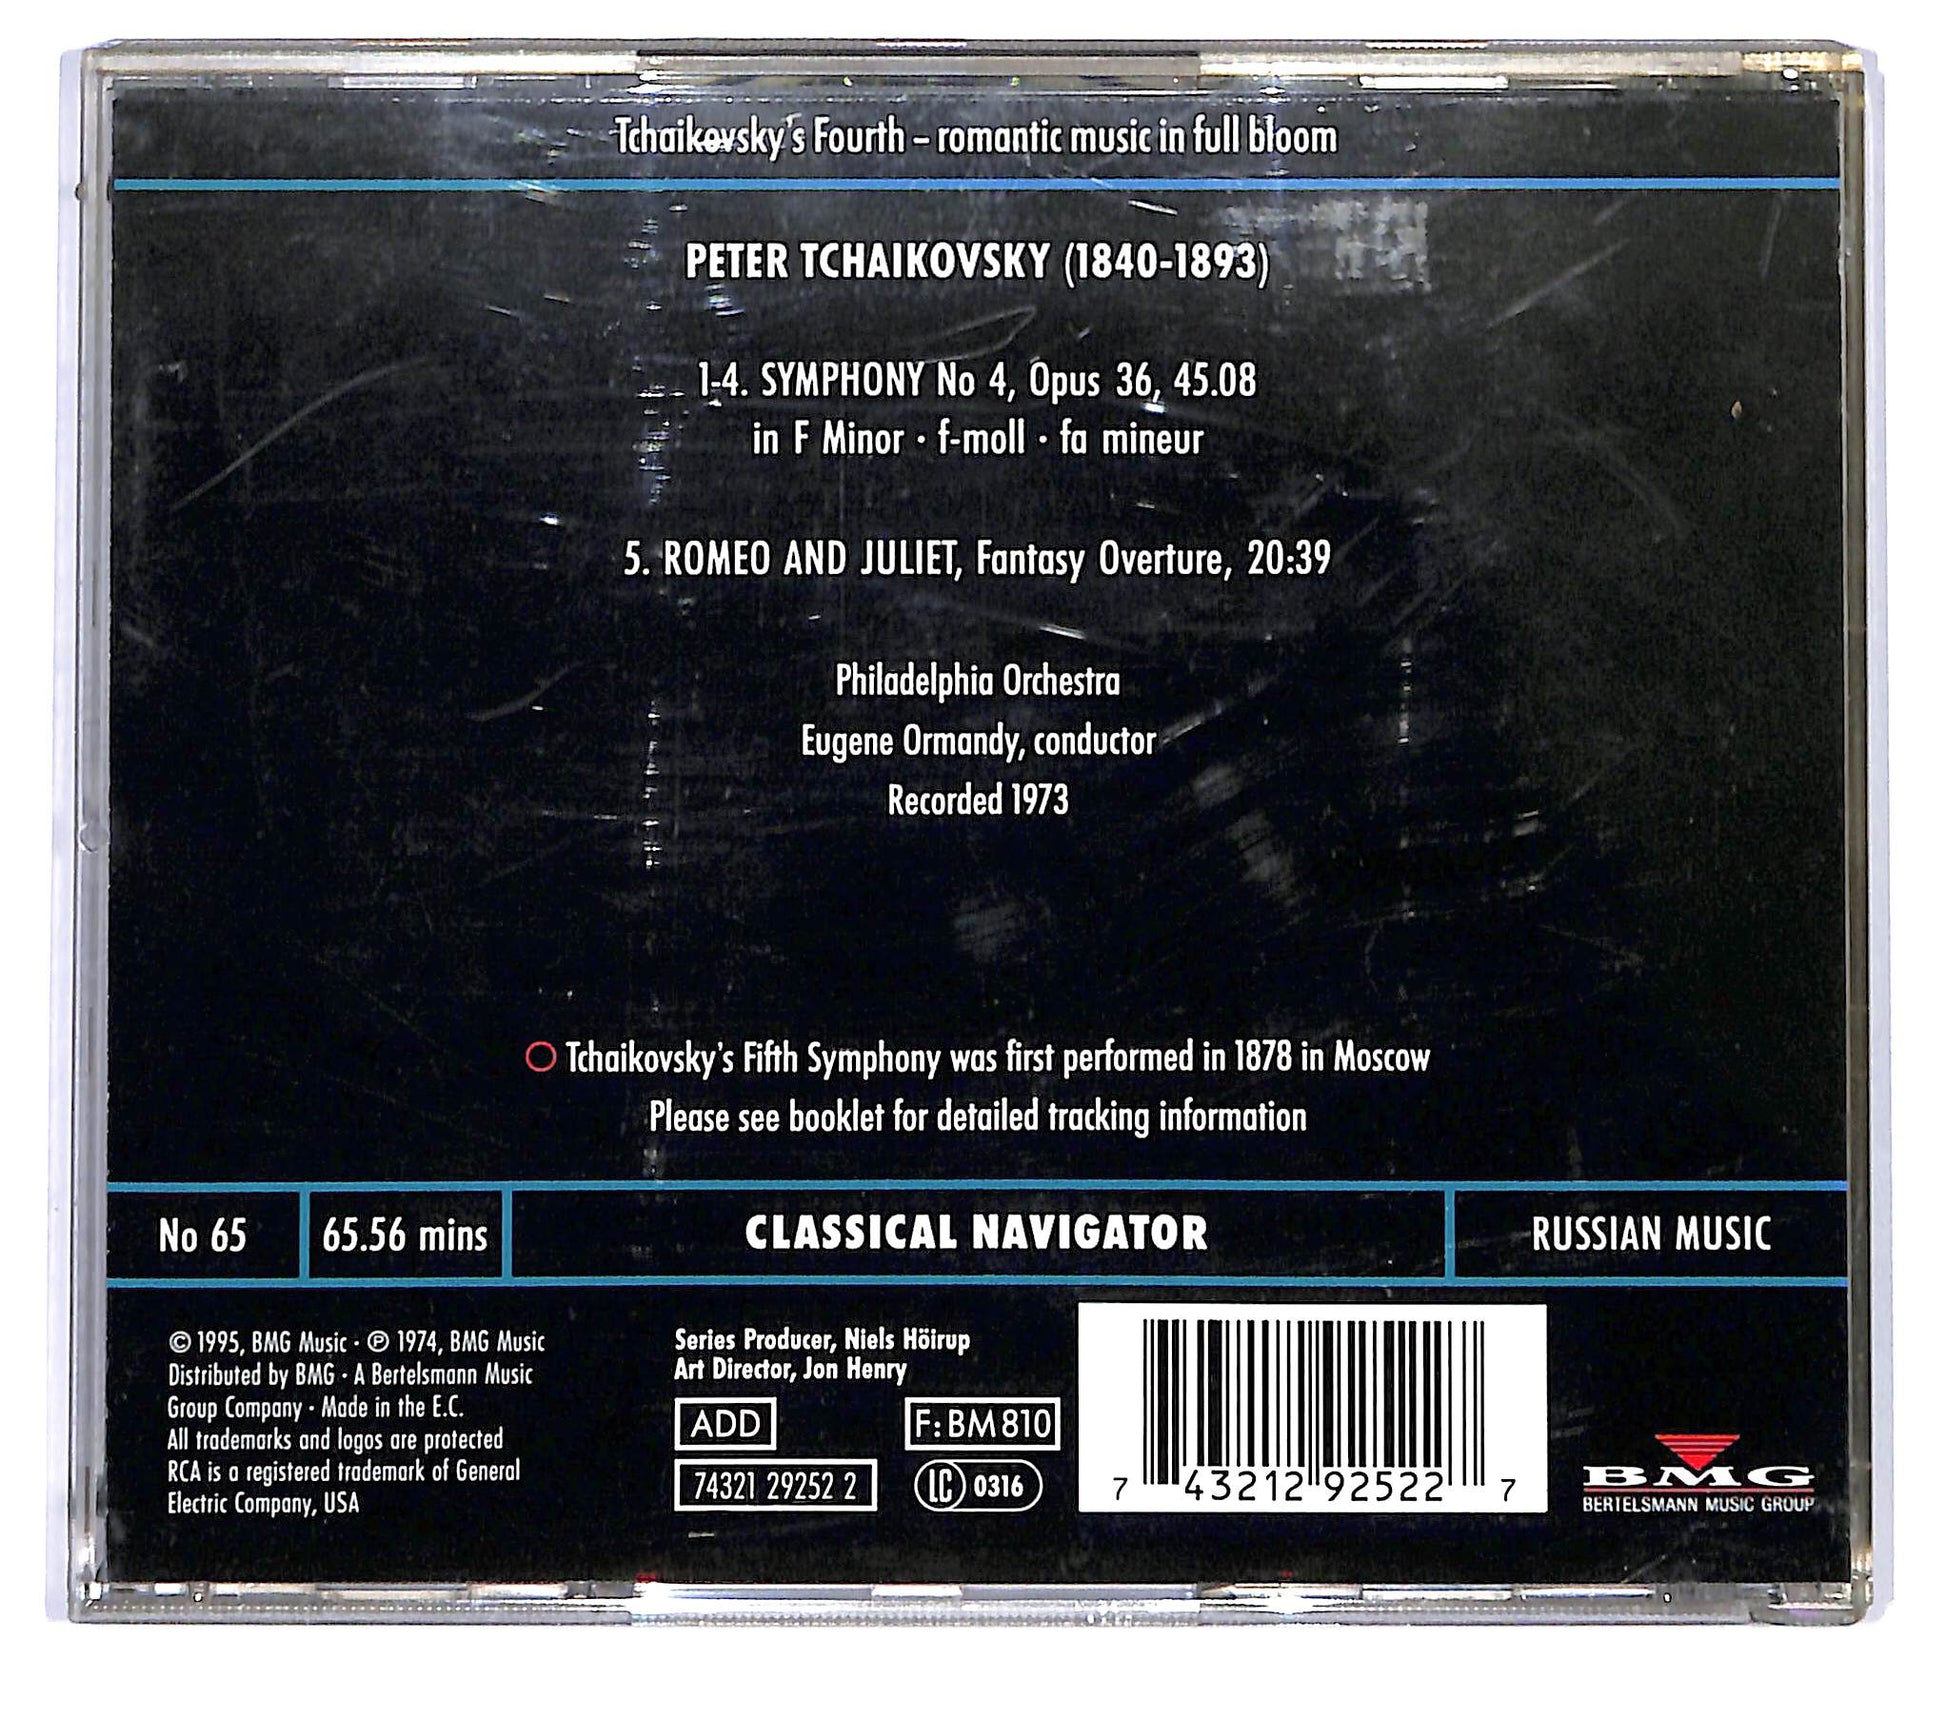 Tchaikovsky's Fourth – romantic music in full bloom
PETER TCHAIKOVSKY (1840-1893)
1-4. SYMPHONY No 4, Opus 36, 45.08
in F Minor · f-moll · fa mineur
5. ROMEO AND JULIET, Fantasy Overture, 20:39
Philadelphia Orchestra
Eugene Ormandy, conductor
Recorded 1973
Tchaikovsky's Fifth Symphony was first performed in 1878 in Moscow
Please see booklet for detailed tracking information
No 65 65.56 mins CLASSICAL NAVIGATOR RUSSIAN MUSIC
© 1995, BMG Music · ℗ 1974, BMG Music
Distributed by BMG · A Bertelsmann Music
Group Company · Made in the E.C.
All trademarks and logos are protected
RCA is a registered trademark of General
Electric Company, USA
Series Producer, Niels Höirup
Art Director, Jon Henry
ADD F: BM 810
74321 29252 2 LC 0316
7 43212 92522 7
BMG
BERTELSMANN MUSIC GROUP